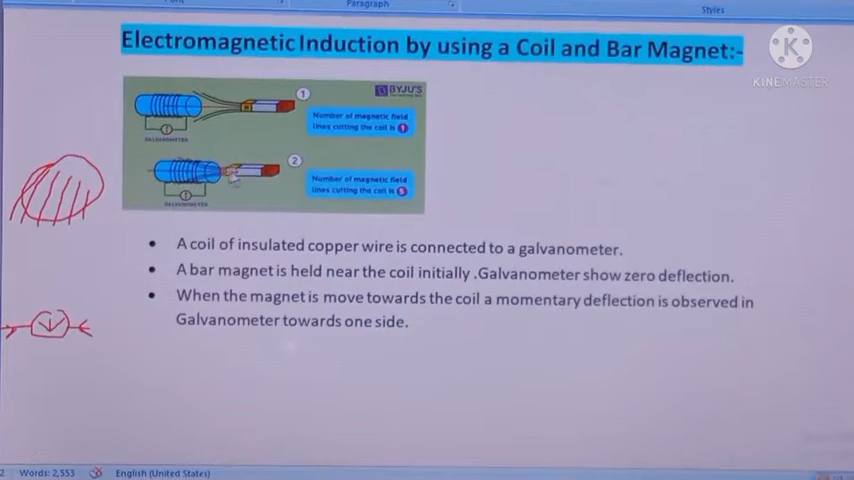 Paragraph
Styles
Electromagnetic Induction by using a Coil and Bar Magnet:-
K
KINEMASTER
1
BYJU'S
Number of magnetic field
lines cutting the coil is 1
GALVANOMETER
2
Number of magnetic field
lines cutting the coil is 5
GALVANOMETER
• A coil of insulated copper wire is connected to a galvanometer.
• A bar magnet is held near the coil initially .Galvanometer show zero deflection.
• When the magnet is move towards the coil a momentary deflection is observed in
Galvanometer towards one side.
2 Words: 2,553 English (United States)